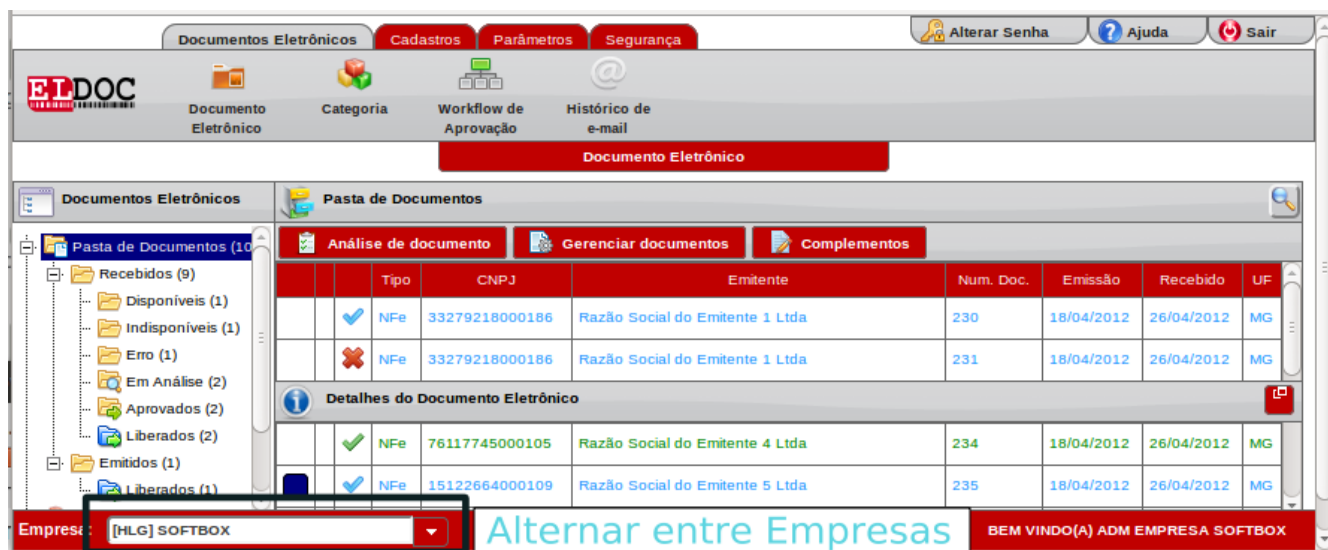 Documentos Eletrônicos Cadastros Parâmetros Segurança Alterar Senha Ajuda Sair
ELDOC
Documento
Eletrônico
Categoria
Workflow de
Aprovação
Histórico de
e-mail
Documento Eletrônico
Documentos Eletrônicos
Pasta de Documentos (10
Recebidos (9)
Disponíveis (1)
Indisponíveis (1)
Erro (1)
Em Análise (2)
Aprovados (2)
Liberados (2)
Emitidos (1)
Liberados (1)
Pasta de Documentos
Análise de documento Gerenciar documentos Complementos
Tipo CNPJ Emitente Num. Doc. Emissão Recebido UF
NFe 33279218000186 Razão Social do Emitente 1 Ltda 230 18/04/2012 26/04/2012 MG
NFe 33279218000186 Razão Social do Emitente 1 Ltda 231 18/04/2012 26/04/2012 MG
Detalhes do Documento Eletrônico
NFe 76117745000105 Razão Social do Emitente 4 Ltda 234 18/04/2012 26/04/2012 MG
NFe 15122664000109 Razão Social do Emitente 5 Ltda 235 18/04/2012 26/04/2012 MG
Empresa: [HLG] SOFTBOX Alternar entre Empresas BEM VINDO(A) ADM EMPRESA SOFTBOX